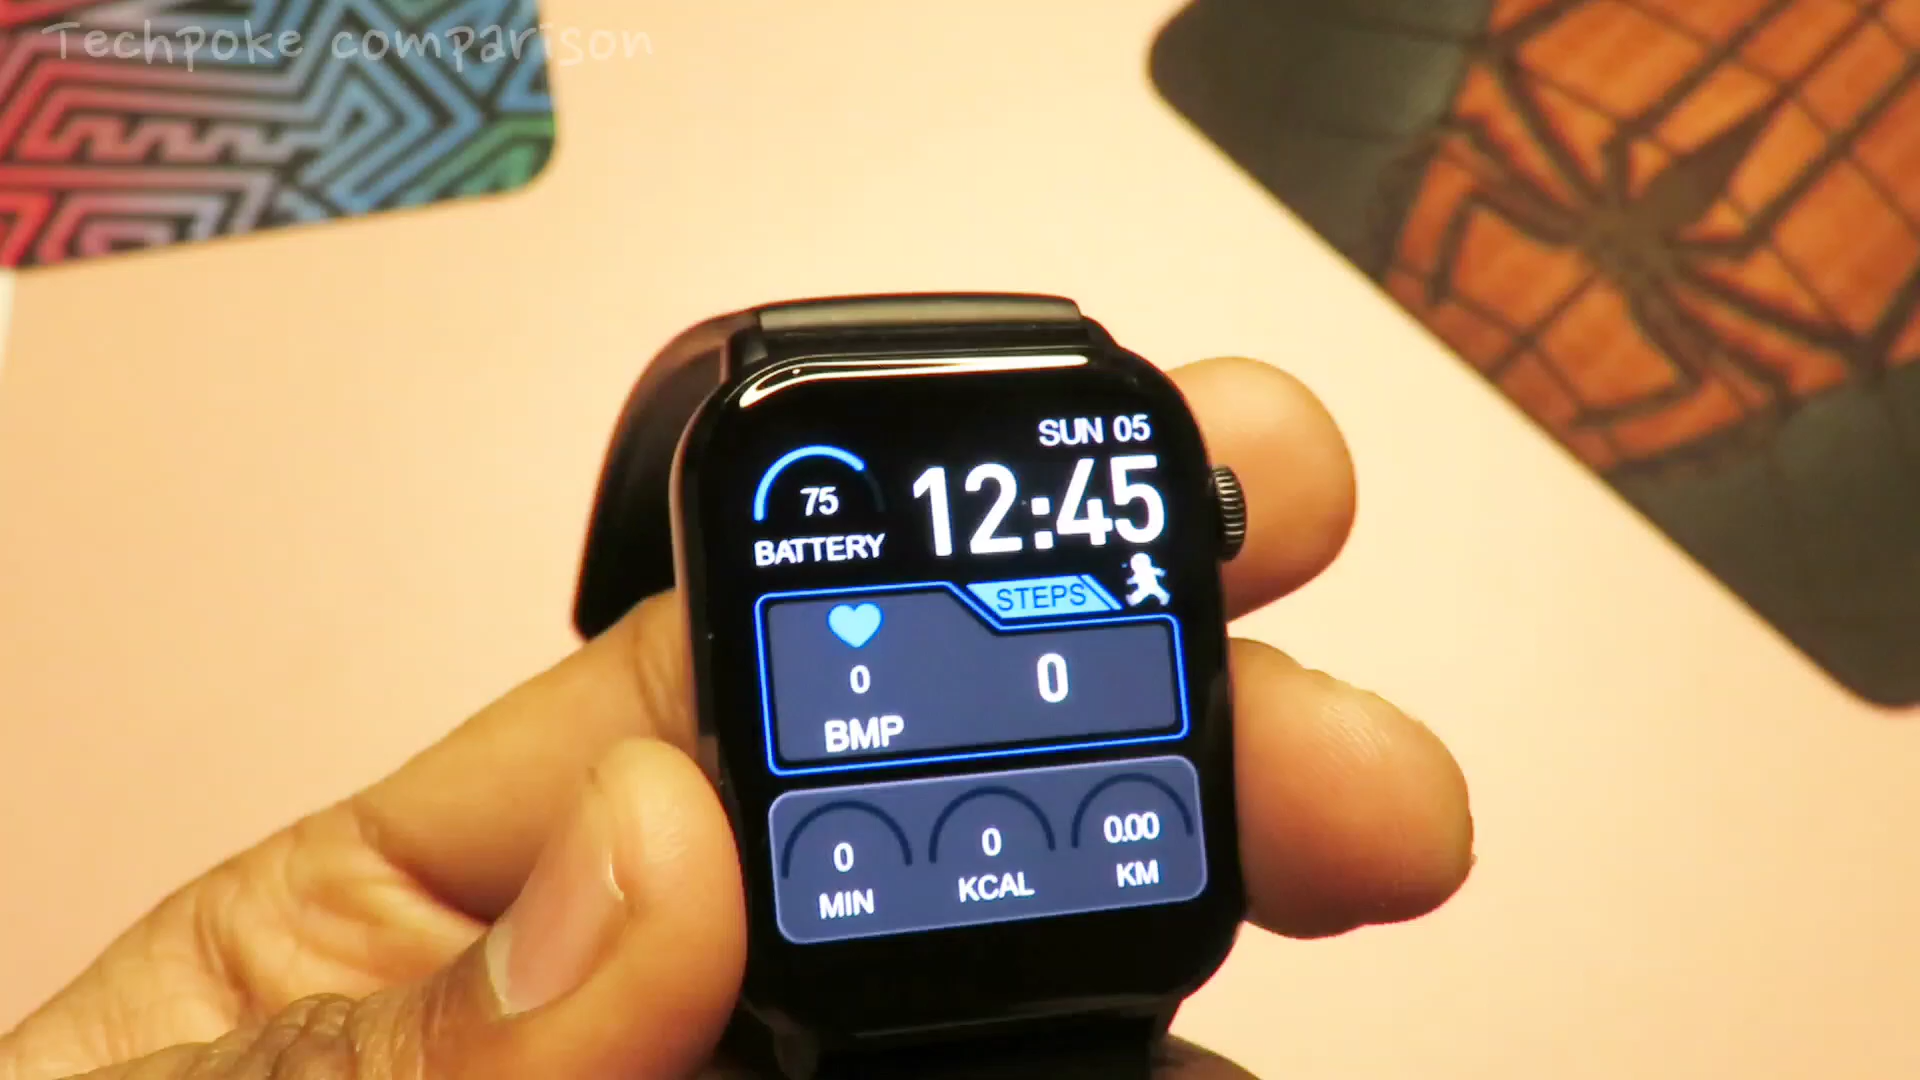 Techpoke comparison
SUN 05
12:45
75
BATTERY
STEPS
0
BMP
0
0
MIN
0
KCAL
0.00
KM